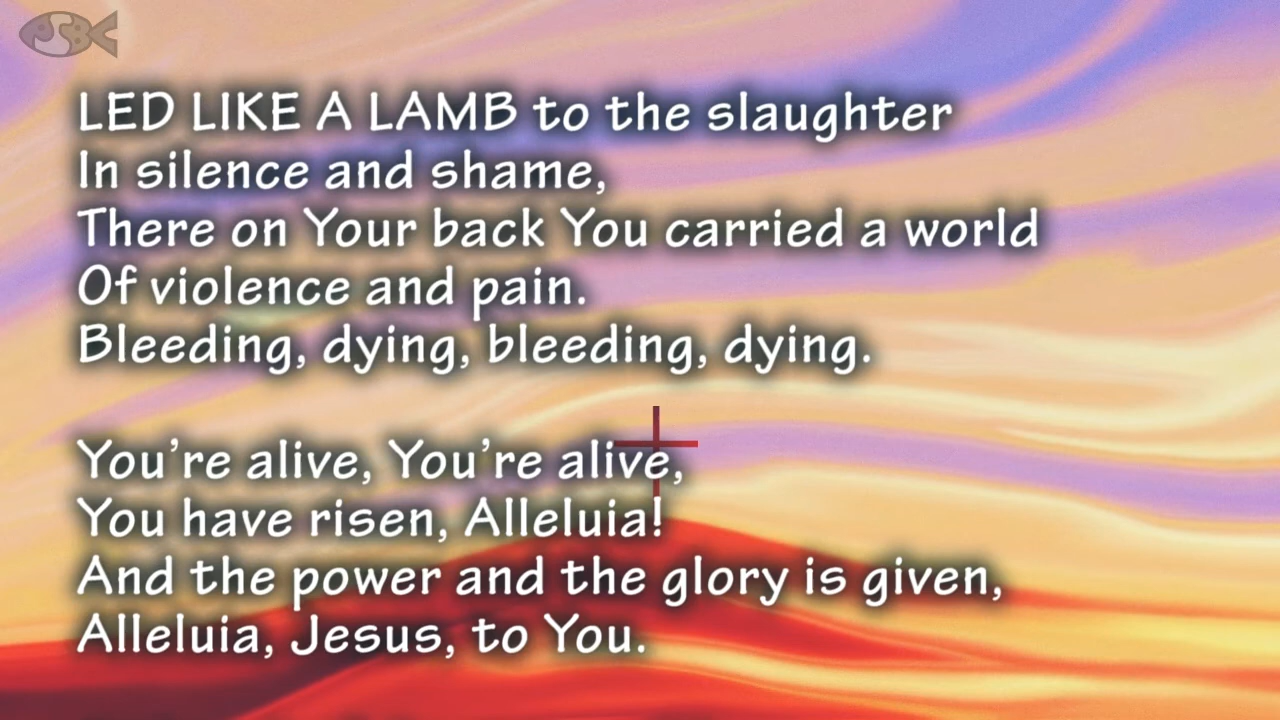 PSBC
LED LIKE A LAMB to the slaughter
In silence and shame,
There on Your back You carried a world
Of violence and pain.
Bleeding, dying, bleeding, dying.
You’re alive, You’re alive,
You have risen, Alleluia!
And the power and the glory is given,
Alleluia, Jesus, to You.